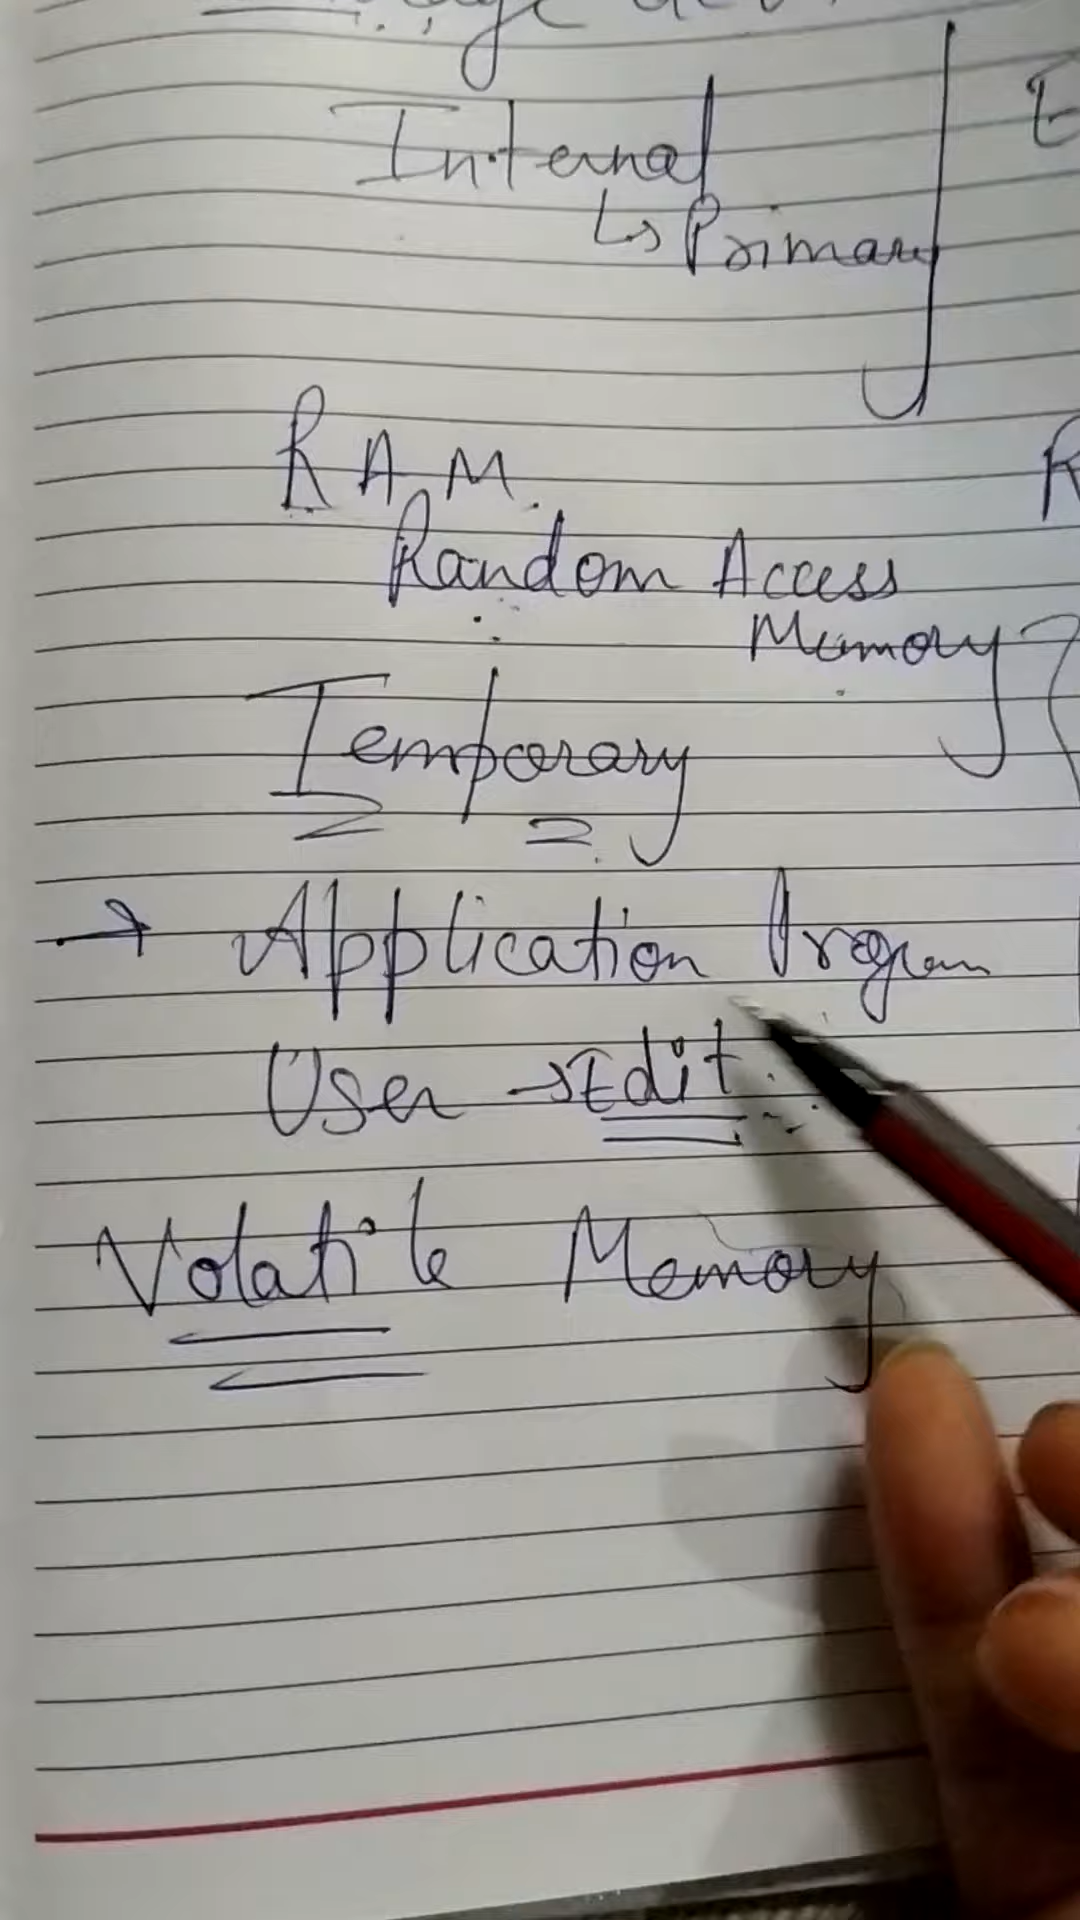 Internal
↳ Primary
RAM
Random Access
Memory
Temporary
→ Application Program
User → Edit
Volatile Memory